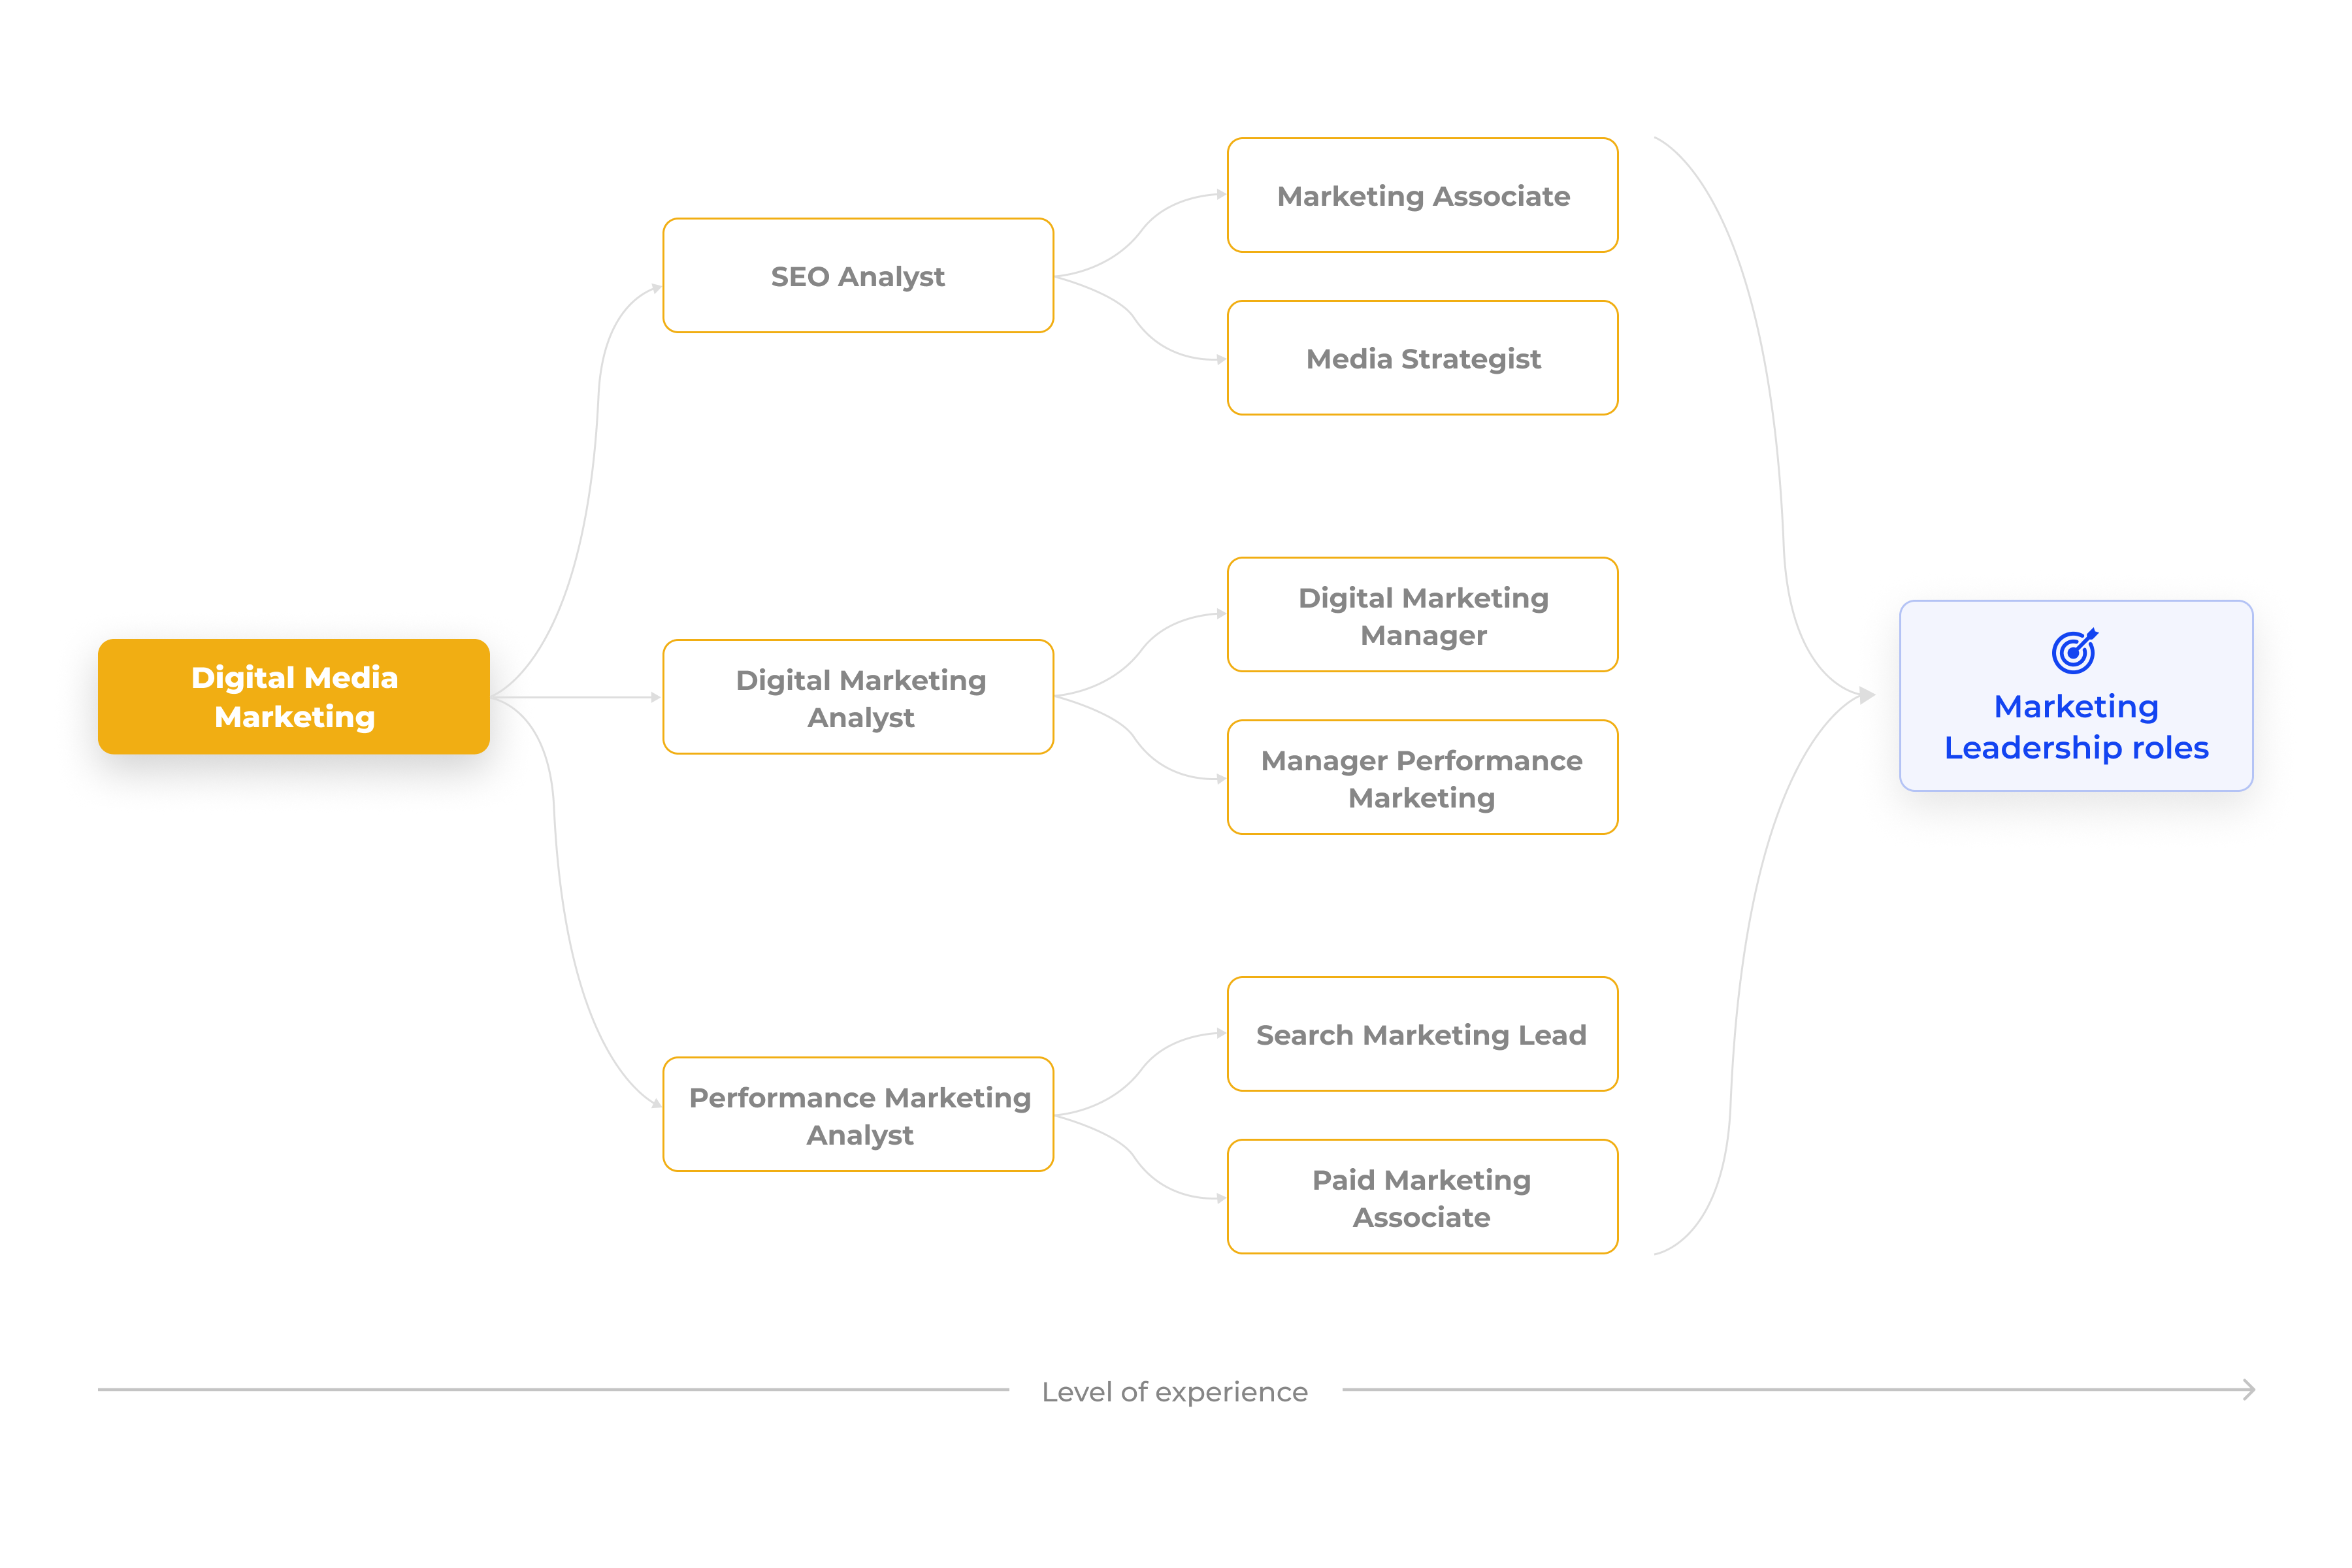 Digital Media
Marketing
SEO Analyst
Marketing Associate
Media Strategist
Digital Marketing
Analyst
Digital Marketing
Manager
Manager Performance
Marketing
Performance Marketing
Analyst
Search Marketing Lead
Paid Marketing
Associate
Marketing
Leadership roles
Level of experience